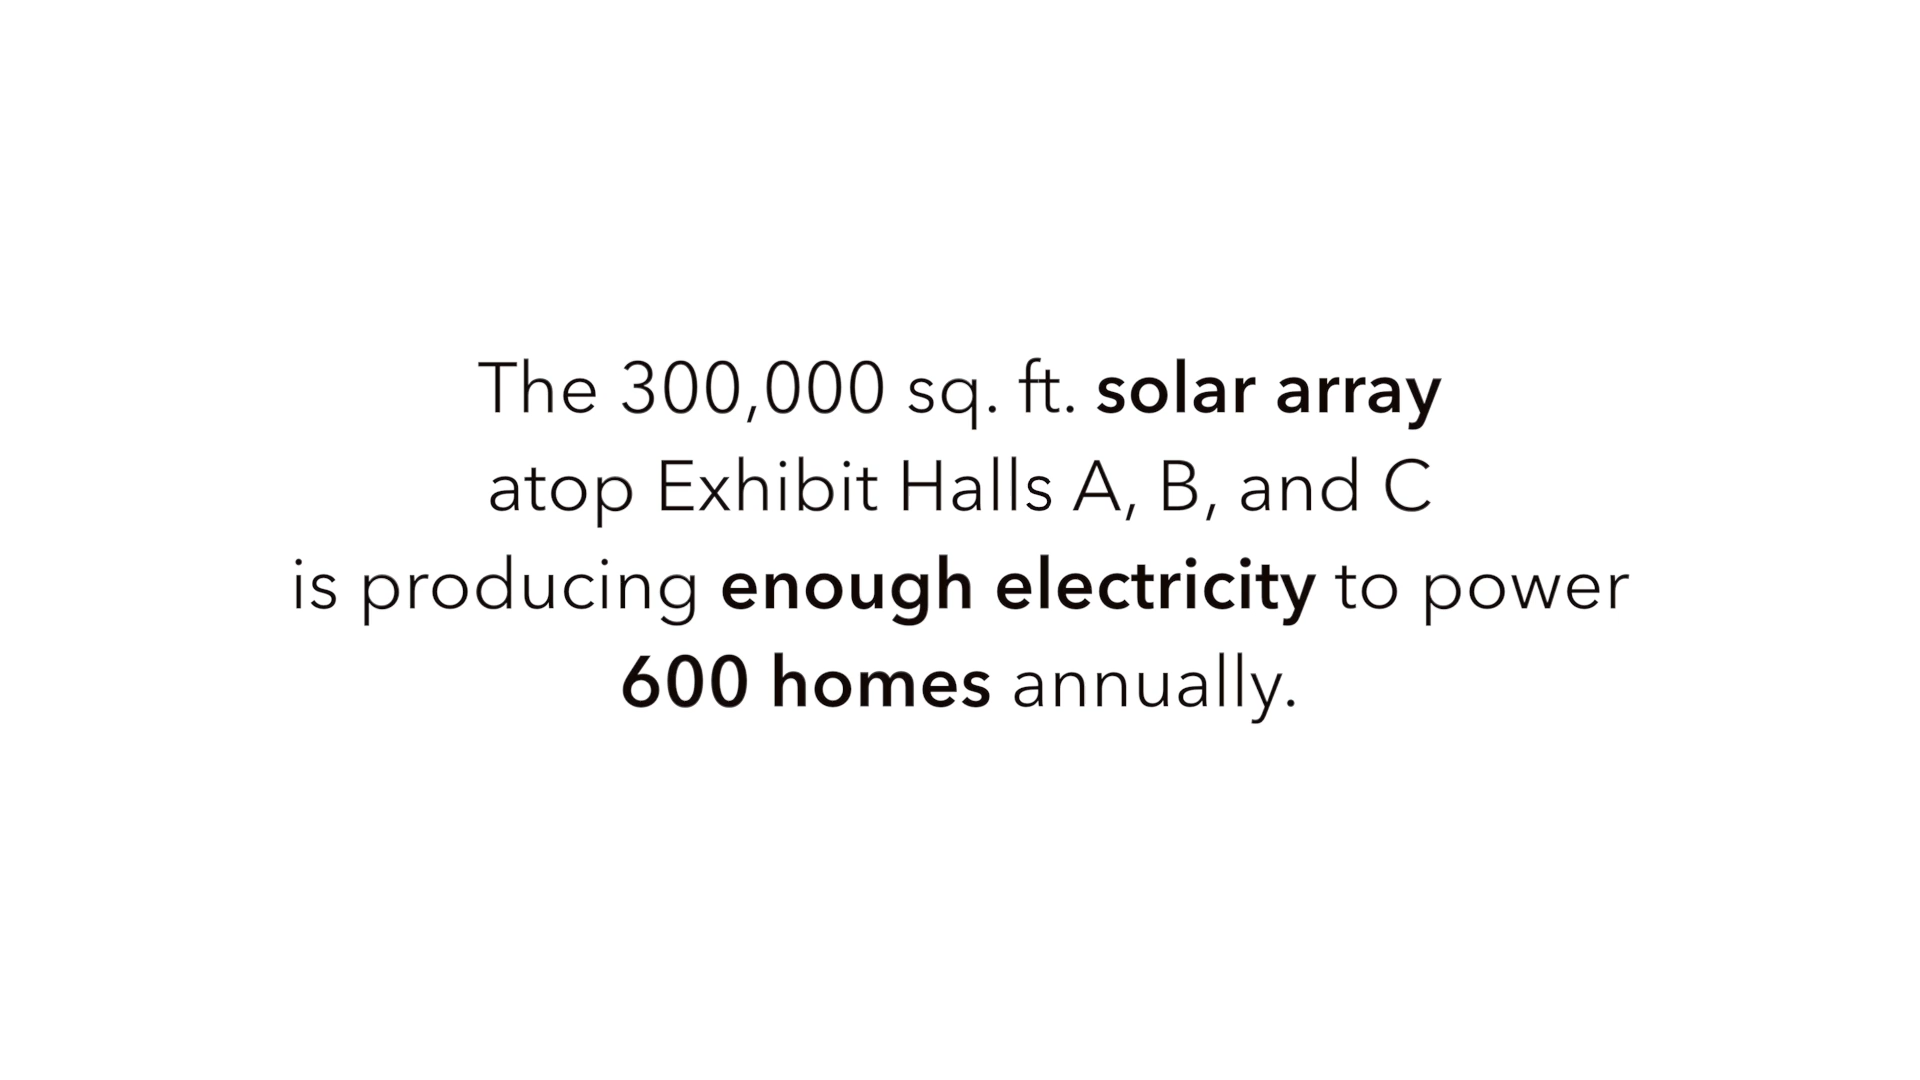 The 300,000 sq. ft. solar array
atop Exhibit Halls A, B, and C
is producing enough electricity to power
600 homes annually.